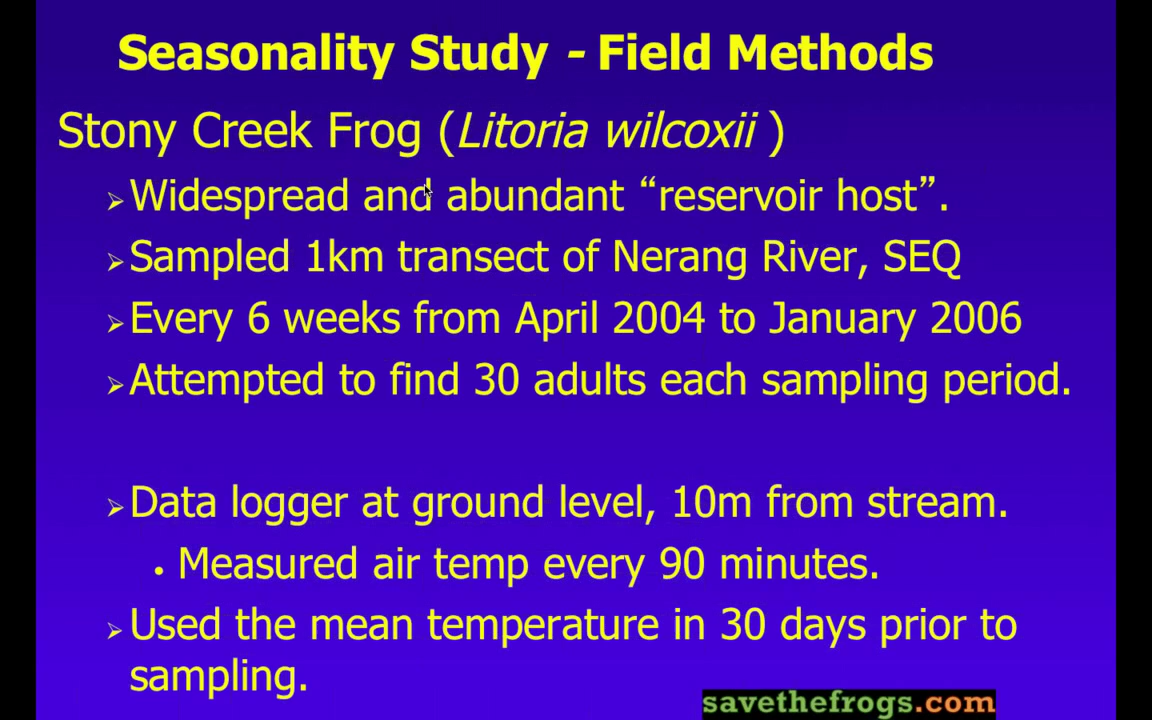 Seasonality Study - Field Methods
Stony Creek Frog (Litoria wilcoxii )
➢Widespread and abundant “reservoir host”.
➢Sampled 1km transect of Nerang River, SEQ
➢Every 6 weeks from April 2004 to January 2006
➢Attempted to find 30 adults each sampling period.
➢Data logger at ground level, 10m from stream.
• Measured air temp every 90 minutes.
➢Used the mean temperature in 30 days prior to
sampling.
savethefrogs.com